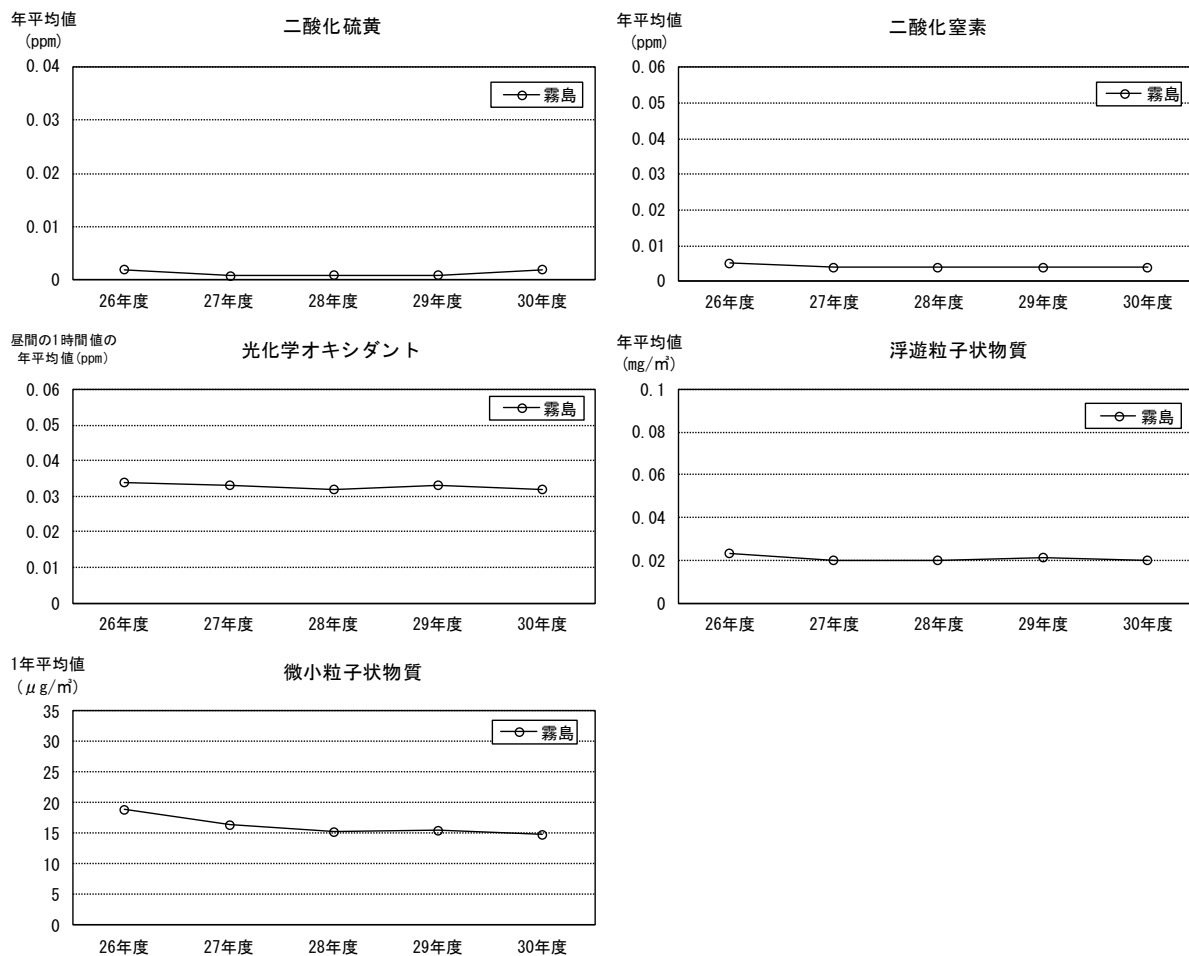 年平均値
(ppm)
二酸化硫黄
0.04
0.03
0.02
0.01
0
霧島
26年度 27年度 28年度 29年度 30年度
年平均値
(ppm)
二酸化窒素
0.06
0.05
0.04
0.03
0.02
0.01
0
霧島
26年度 27年度 28年度 29年度 30年度
昼間の1時間値の
年平均値(ppm)
光化学オキシダント
0.06
0.05
0.04
0.03
0.02
0.01
0
霧島
26年度 27年度 28年度 29年度 30年度
年平均値
(mg/㎥)
浮遊粒子状物質
0.1
0.08
0.06
0.04
0.02
0
霧島
26年度 27年度 28年度 29年度 30年度
1年平均値
(μg/㎥)
微小粒子状物質
35
30
25
20
15
10
5
0
霧島
26年度 27年度 28年度 29年度 30年度